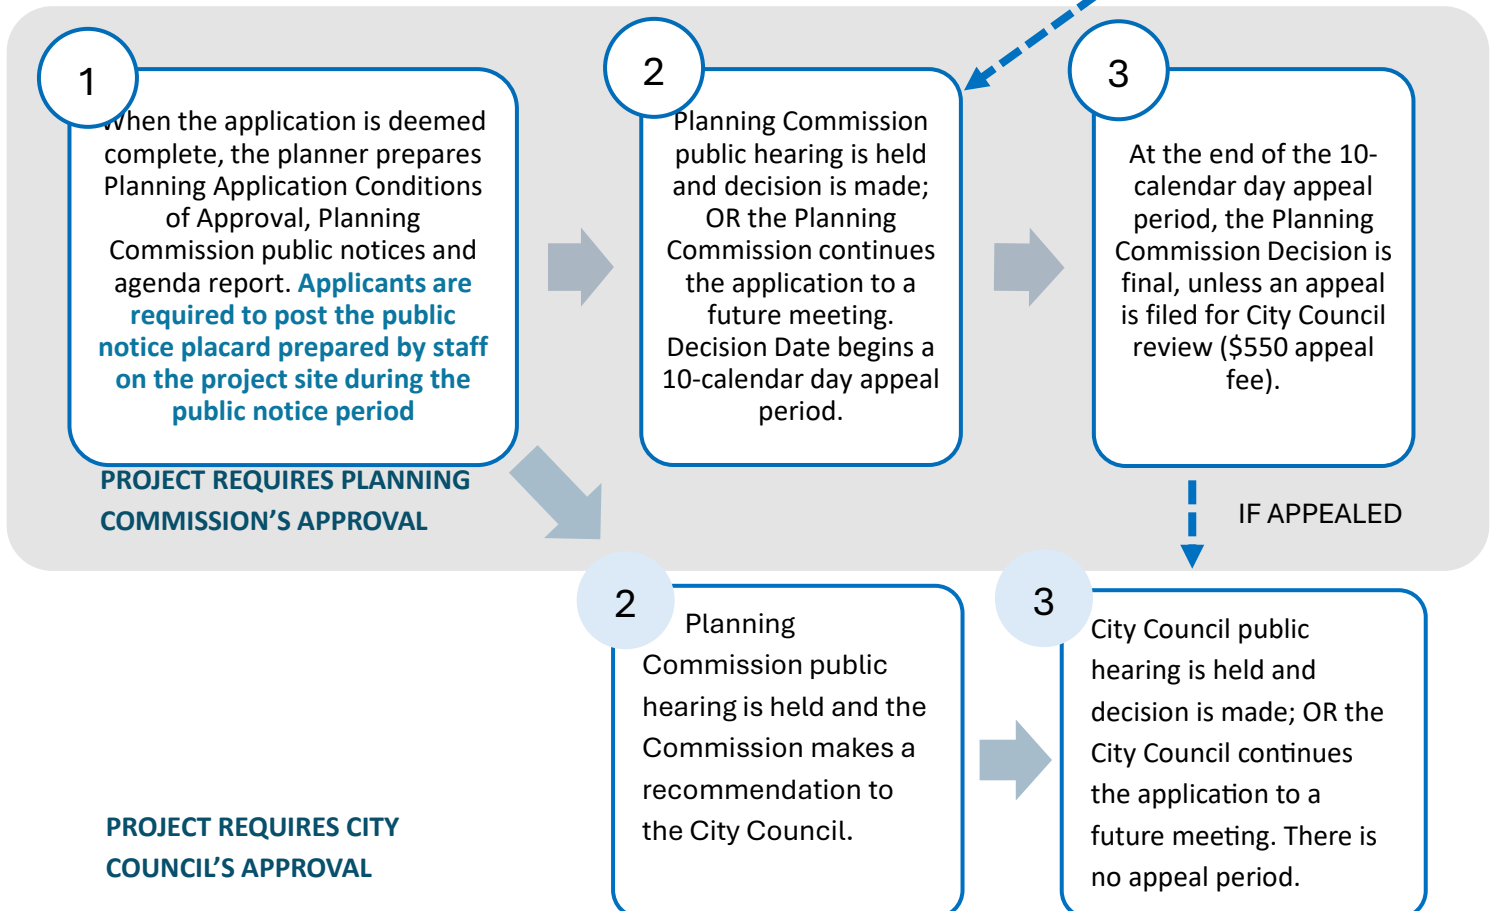 1
When the application is deemed
complete, the planner prepares
Planning Application Conditions
of Approval, Planning
Commission public notices and
agenda report. Applicants are
required to post the public
notice placard prepared by staff
on the project site during the
public notice period
2
Planning Commission
public hearing is held
and decision is made;
OR the Planning
Commission continues
the application to a
future meeting.
Decision Date begins a
10-calendar day appeal
period.
3
At the end of the 10-
calendar day appeal
period, the Planning
Commission Decision is
final, unless an appeal
is filed for City Council
review ($550 appeal
fee).
PROJECT REQUIRES PLANNING
COMMISSION’S APPROVAL
IF APPEALED
2
Planning
Commission public
hearing is held and the
Commission makes a
recommendation to
the City Council.
3
City Council public
hearing is held and
decision is made; OR the
City Council continues
the application to a
future meeting. There is
no appeal period.
PROJECT REQUIRES CITY
COUNCIL’S APPROVAL